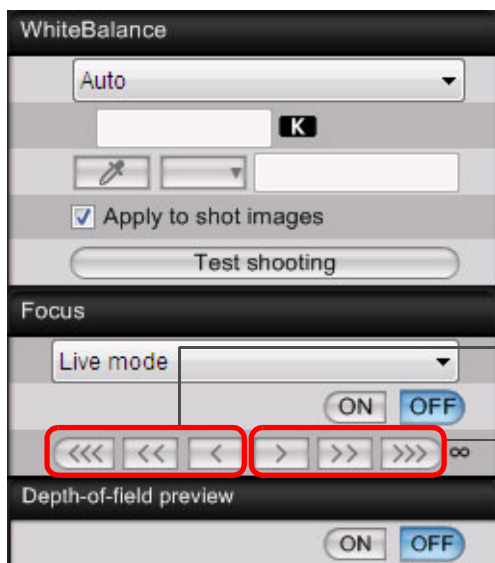 WhiteBalance
Auto
K
Apply to shot images
Test shooting
Focus
Live mode
ON OFF
<<< << < > >> >>> ∞
Depth-of-field preview
ON OFF